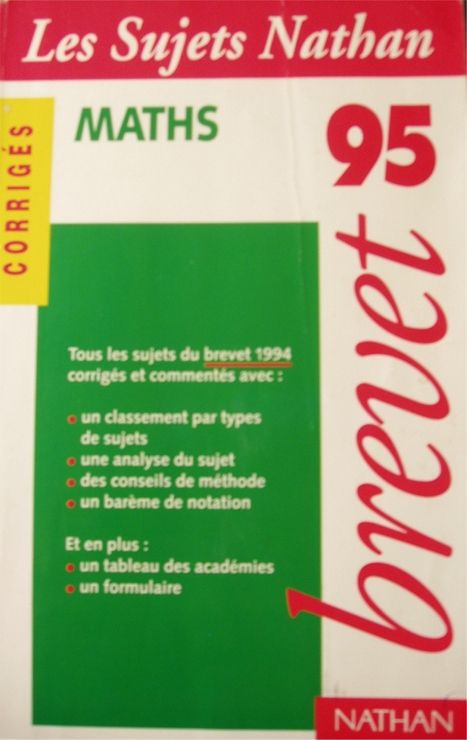 Les Sujets Nathan
CORRIGÉS
MATHS
95
brevet
Tous les sujets du brevet 1994
corrigés et commentés avec :
• un classement par types
de sujets
• une analyse du sujet
• des conseils de méthode
• un barème de notation
Et en plus :
• un tableau des académies
• un formulaire
NATHAN